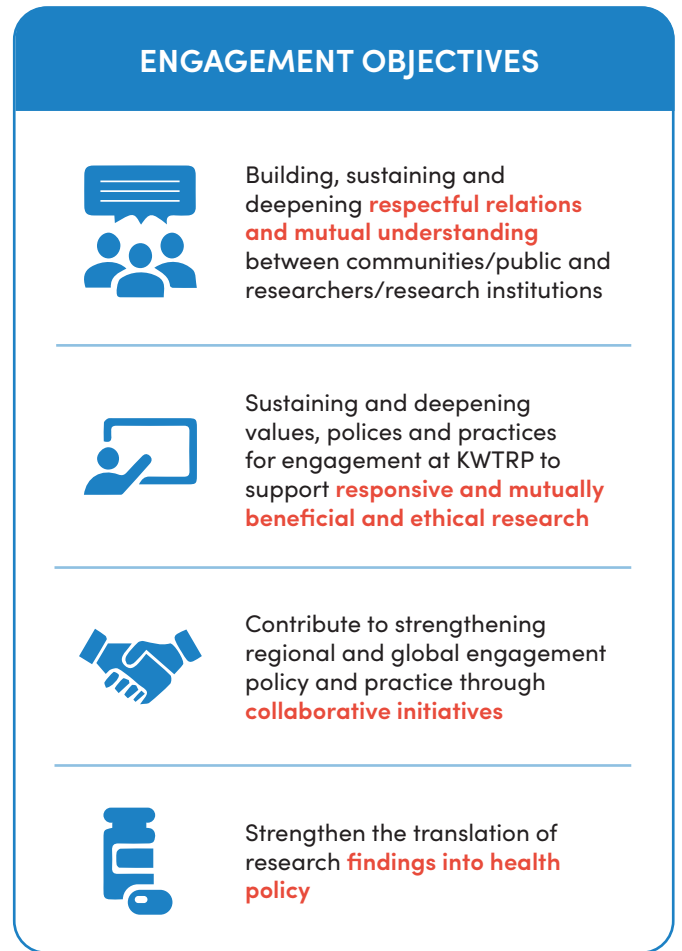 ENGAGEMENT OBJECTIVES
Building, sustaining and
deepening respectful relations
and mutual understanding
between communities/public and
researchers/research institutions
Sustaining and deepening
values, polices and practices
for engagement at KWTRP to
support responsive and mutually
beneficial and ethical research
Contribute to strengthening
regional and global engagement
policy and practice through
collaborative initiatives
Strengthen the translation of
research findings into health
policy